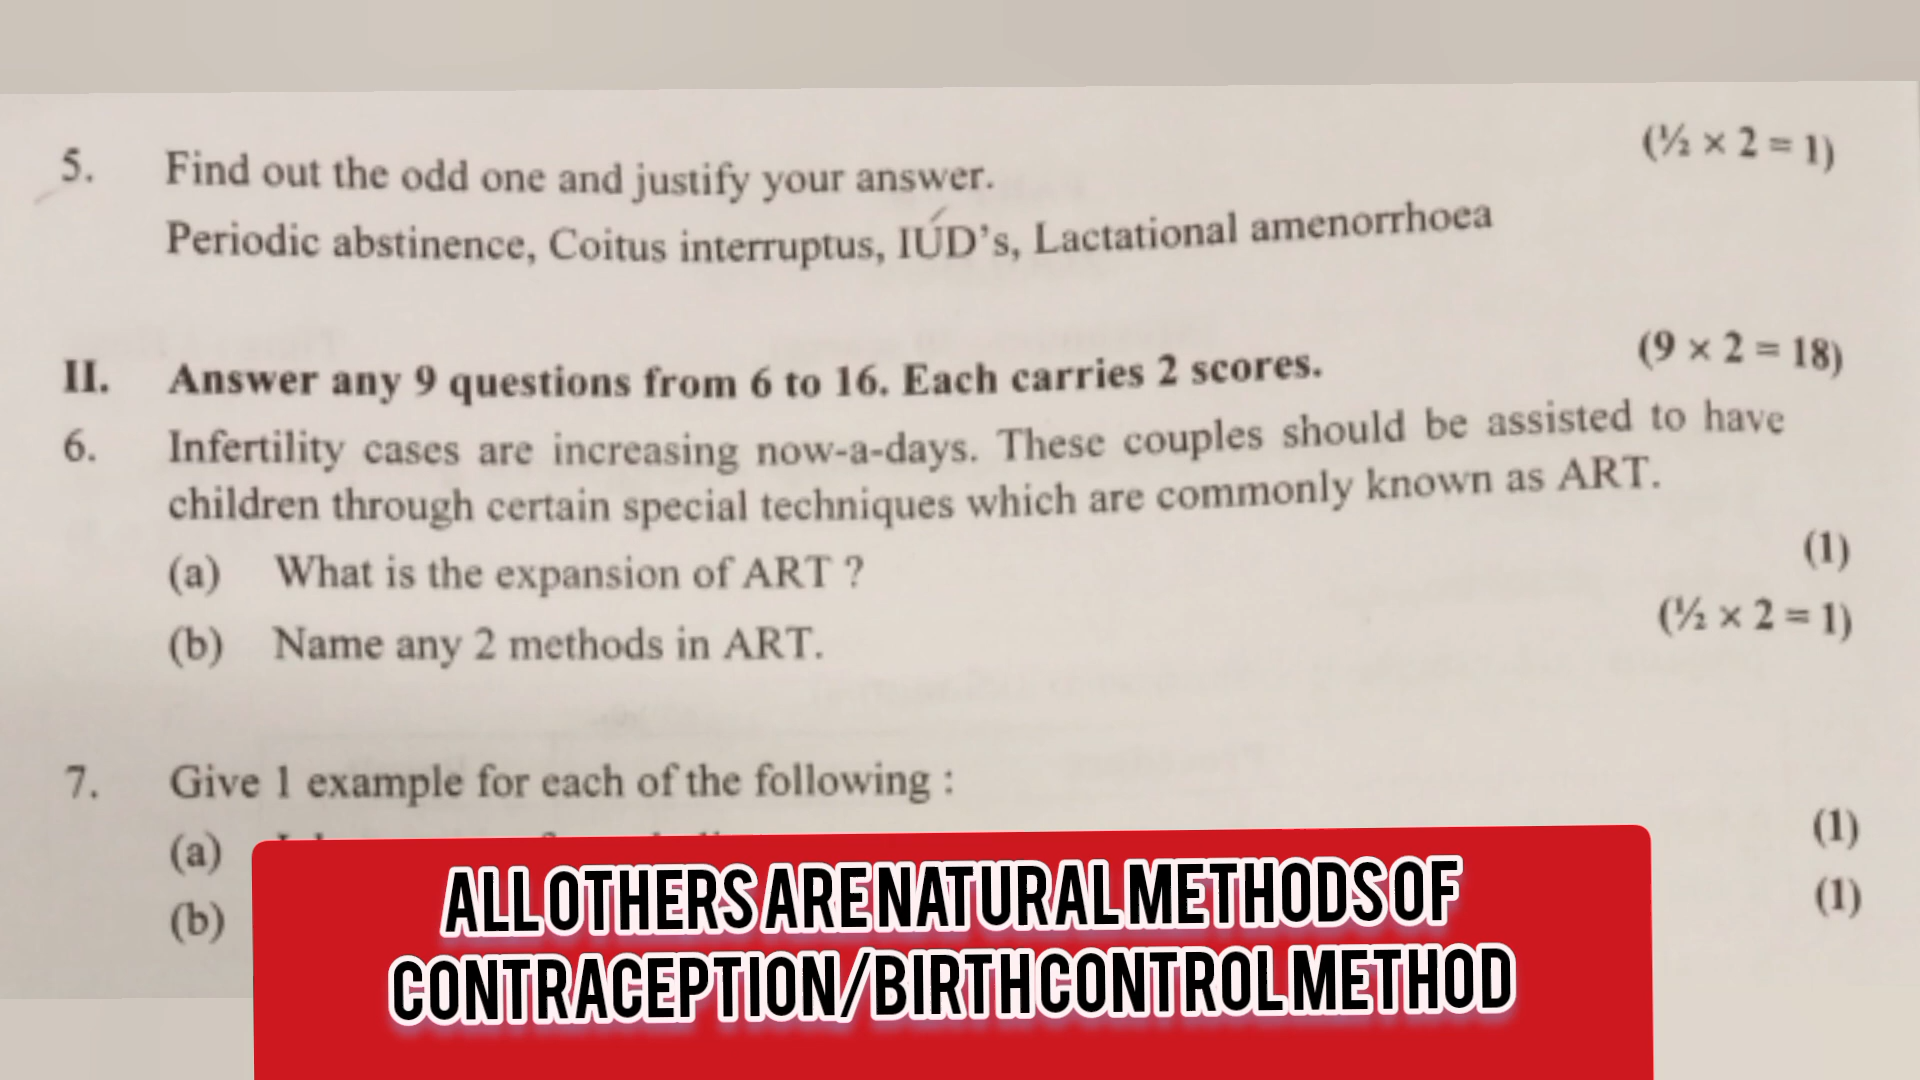 (½ × 2 = 1)
5. Find out the odd one and justify your answer.
Periodic abstinence, Coitus interruptus, IUD's, Lactational amenorrhoea
(9 × 2 = 18)
II. Answer any 9 questions from 6 to 16. Each carries 2 scores.
6. Infertility cases are increasing now-a-days. These couples should be assisted to have
children through certain special techniques which are commonly known as ART.
(a) What is the expansion of ART ? (1)
(b) Name any 2 methods in ART. (½ × 2 = 1)
7. Give 1 example for each of the following :
(a) (1)
(b) (1)
ALL OTHERS ARE NATURAL METHODS OF
CONTRACEPTION/BIRTH CONTROL METHOD